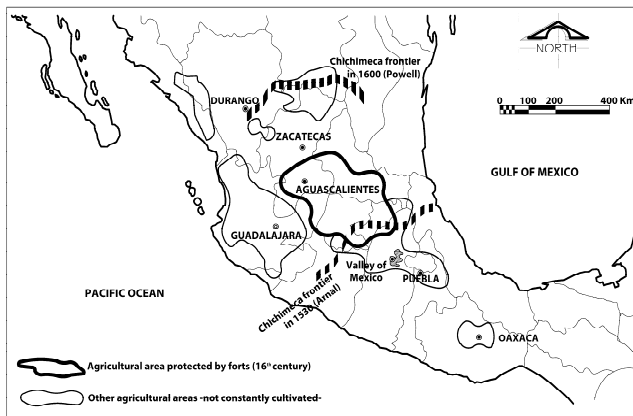 NORTH
Chichimeca frontier
in 1600 (Powell)
DURANGO
0 100 200 400 Km
ZACATECAS
GULF OF MEXICO
AGUASCALIENTES
GUADALAJARA
Valley of
Mexico
PUEBLA
PACIFIC OCEAN
Chichimeca frontier
in 1530 (Arnal)
OAXACA
Agricultural area protected by forts (16th century)
Other agricultural areas -not constantly cultivated-